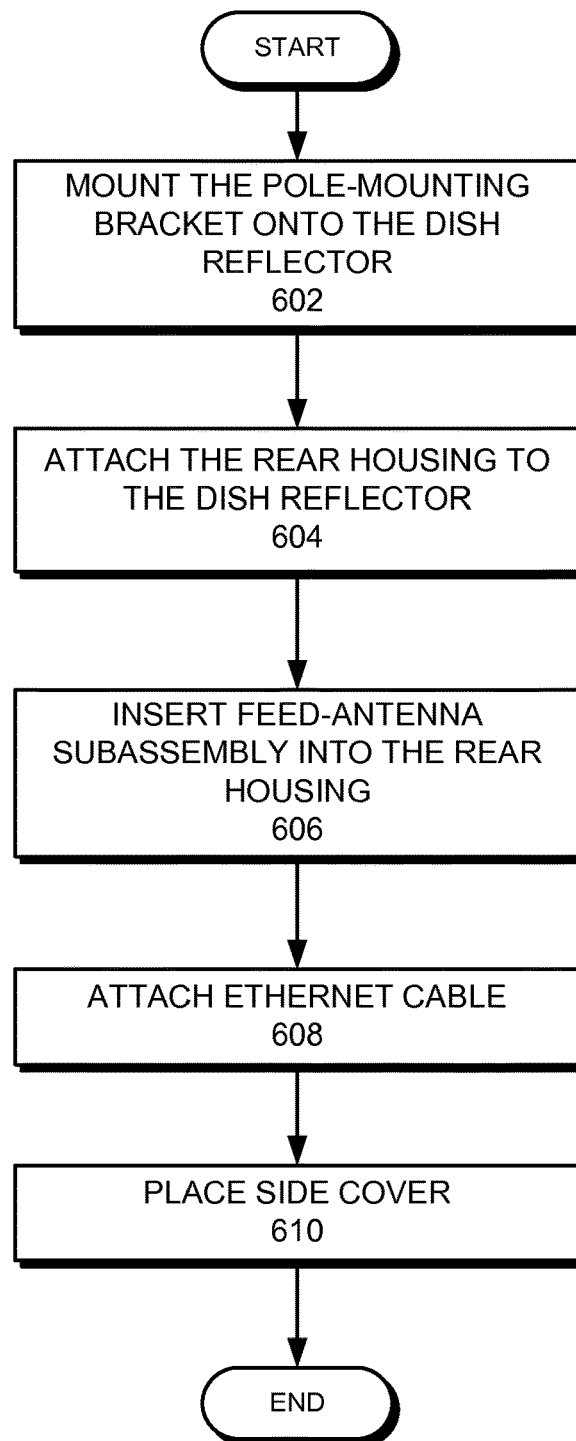 START
MOUNT THE POLE-MOUNTING
BRACKET ONTO THE DISH
REFLECTOR
602
ATTACH THE REAR HOUSING TO
THE DISH REFLECTOR
604
INSERT FEED-ANTENNA
SUBASSEMBLY INTO THE REAR
HOUSING
606
ATTACH ETHERNET CABLE
608
PLACE SIDE COVER
610
END